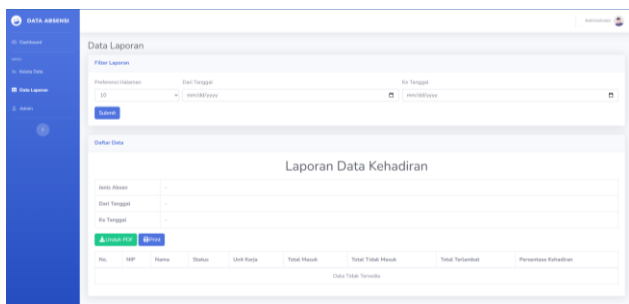 DATA ABSENSI
Administrator
Dashboard
Kelola Data
Data Laporan
Admin
Data Laporan
Filter Laporan
Preferensi Halaman Dari Tanggal Ke Tanggal
10 mm/dd/yyyy mm/dd/yyyy
Submit
Daftar Data
Laporan Data Kehadiran
Jenis Absen -
Dari Tanggal -
Ke Tanggal -
Unduh PDF Print
No. NIP Nama Status Unit Kerja Total Masuk Total Tidak Masuk Total Terlambat Persentase Kehadiran
Data Tidak Tersedia